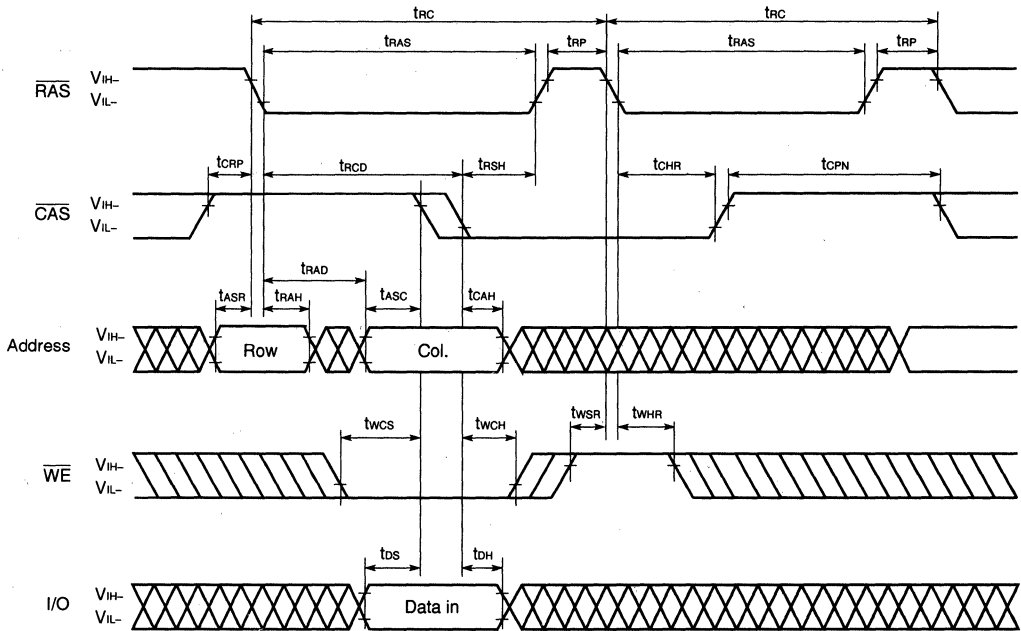 tRC tRC
tRAS tRP tRAS tRP
RAS VIH–
VIL–
tCRP tRCD tRSH tCHR tCPN
CAS VIH–
VIL–
tRAD
tASR tRAH tASC tCAH
Address VIH–
VIL–
Row Col.
tWCS tWCH tWSR tWHR
WE VIH–
VIL–
tDS tDH
I/O VIH–
VIL–
Data in